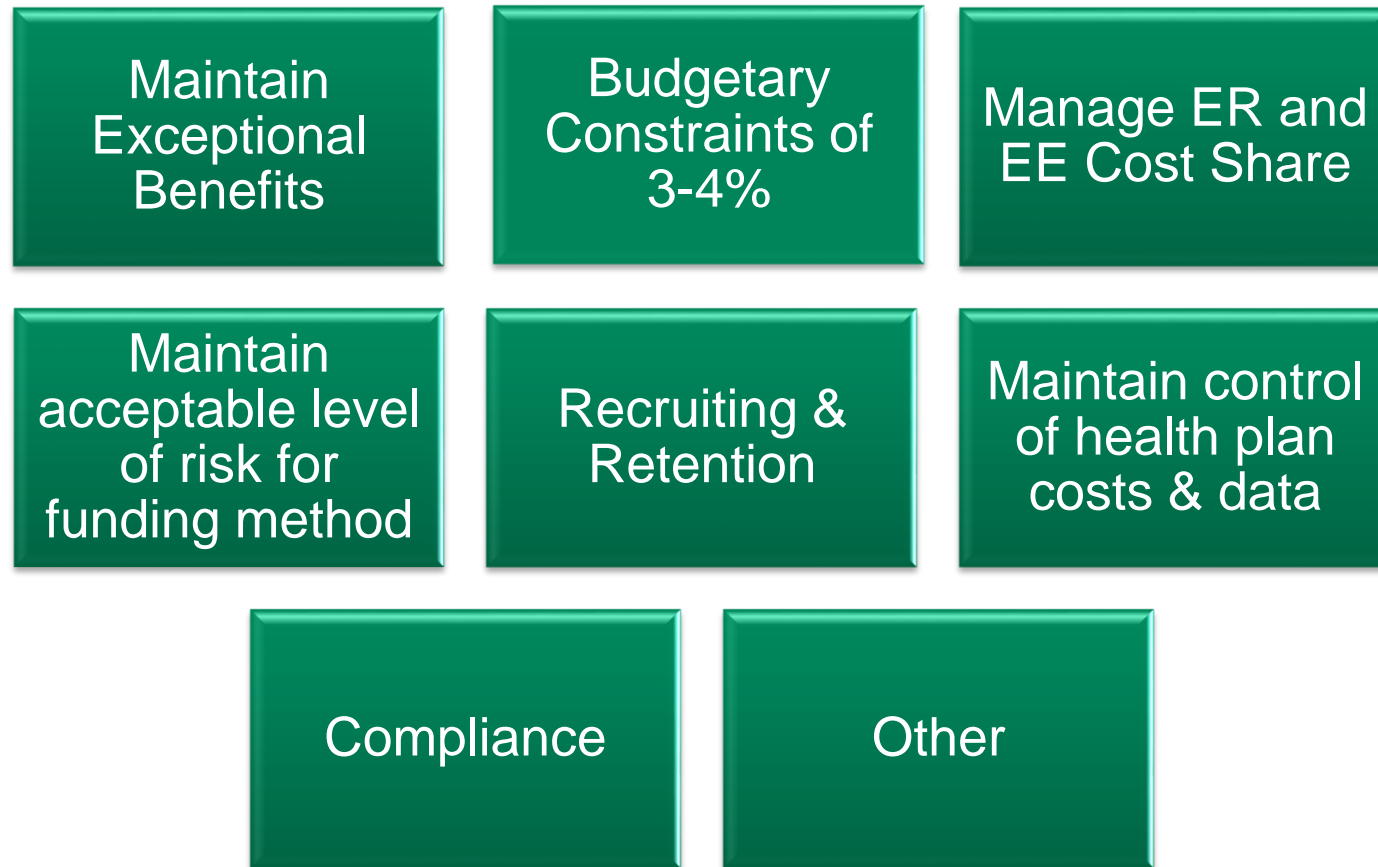 Maintain
Exceptional
Benefits
Budgetary
Constraints of
3-4%
Manage ER and
EE Cost Share
Maintain
acceptable level
of risk for
funding method
Recruiting &
Retention
Maintain control
of health plan
costs & data
Compliance
Other